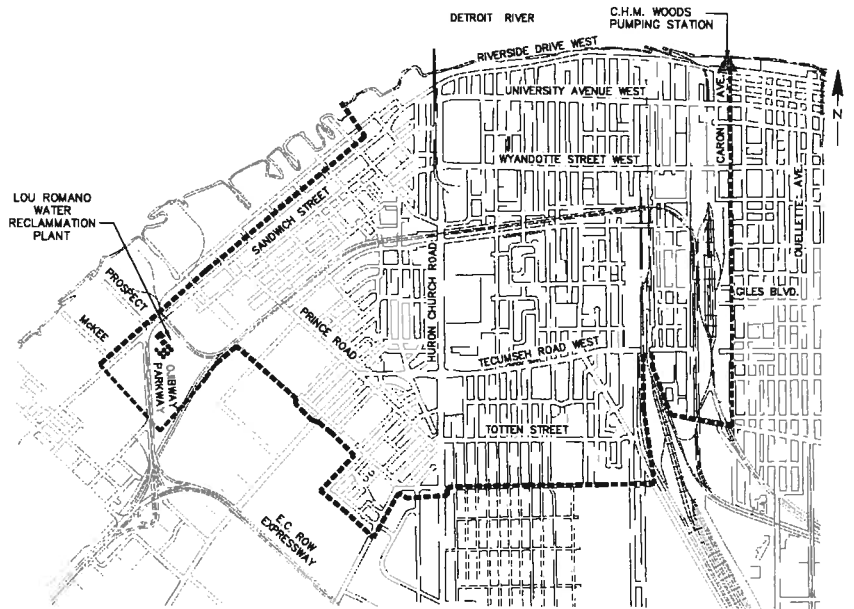 DETROIT RIVER
C.H.M. WOODS
PUMPING STATION
RIVERSIDE DRIVE WEST
UNIVERSITY AVENUE WEST
CARON AVE.
N
WYANDOTTE STREET WEST
OUELLETTE AVE.
LOU ROMANO
WATER
RECLAMMATION
PLANT
SANDWICH STREET
HURON CHURCH ROAD
PROSPECT
GILES BLVD.
McKEE
PRINCE ROAD
TECUMSEH ROAD WEST
OJIBWAY
PARKWAY
TOTTEN STREET
E.C. ROW
EXPRESSWAY